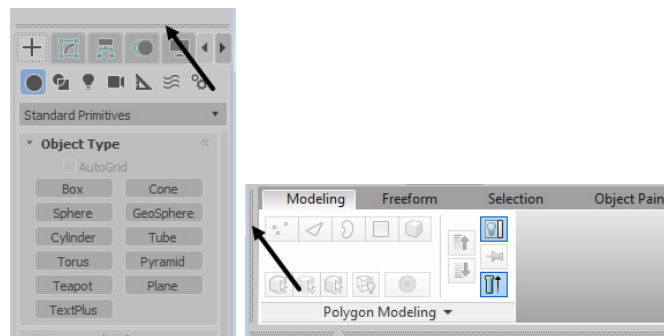 Standard Primitives
Object Type
AutoGrid
Box Cone
Sphere GeoSphere
Cylinder Tube
Torus Pyramid
Teapot Plane
TextPlus
Modeling Freeform Selection Object Pain
Polygon Modeling